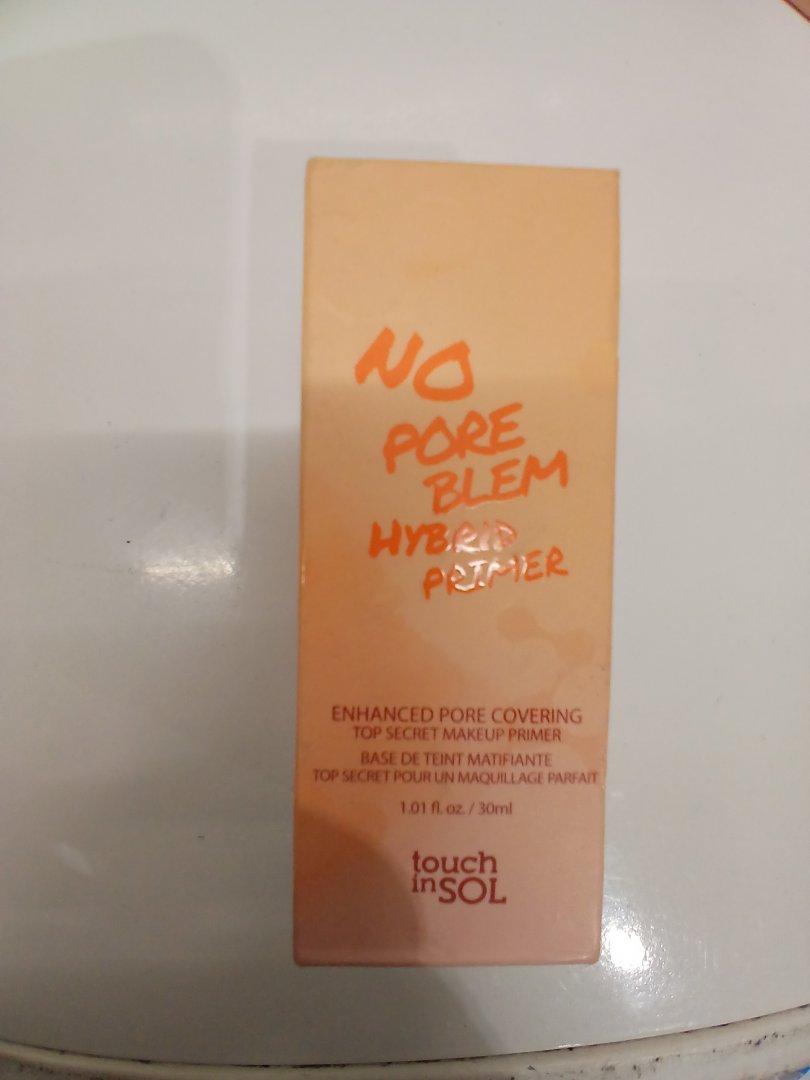 NO
PORE
BLEM
HYBRID
PRIMER
ENHANCED PORE COVERING
TOP SECRET MAKEUP PRIMER
BASE DE TEINT MATIFIANTE
TOP SECRET POUR UN MAQUILLAGE PARFAIT
1.01 fl. oz. / 30ml
touch
in SOL